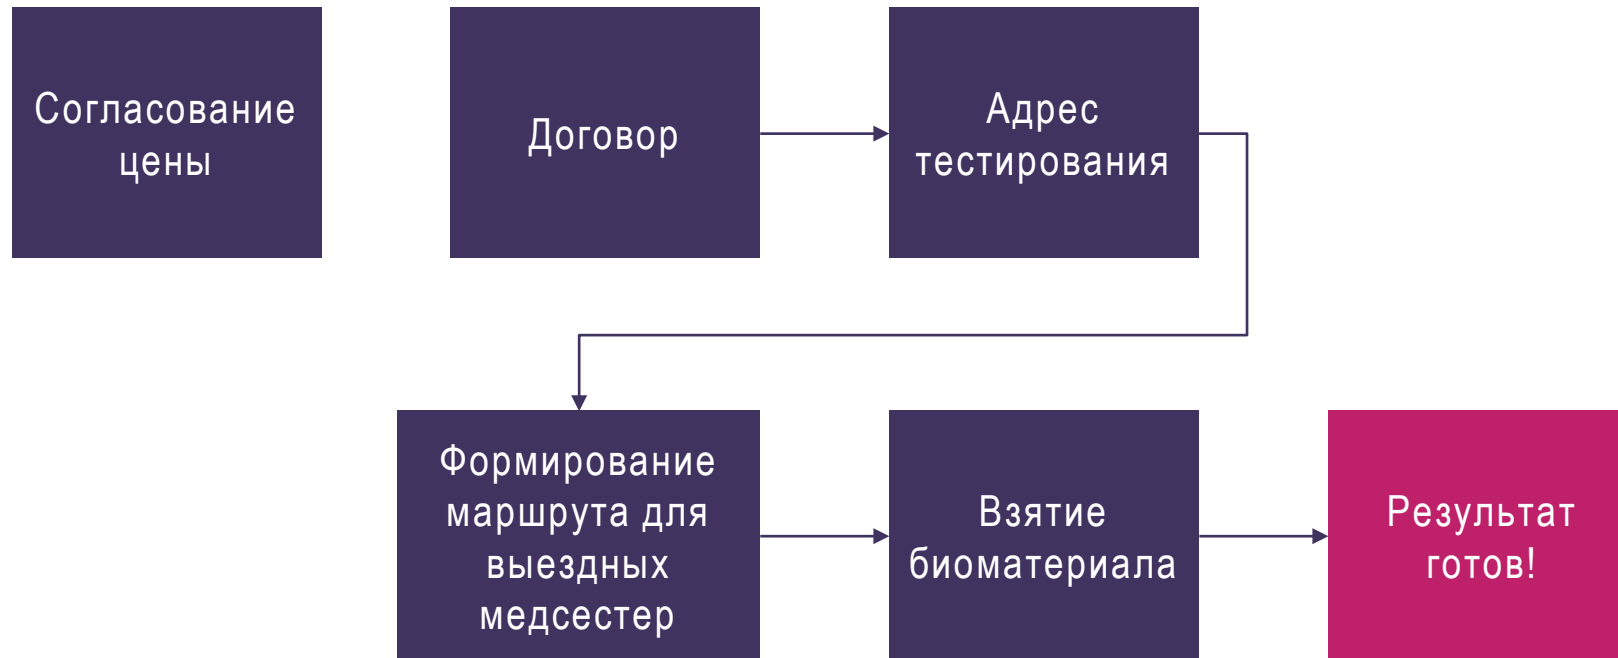 Согласование
цены
Договор
Адрес
тестирования
Формирование
маршрута для
выездных
медсестер
Взятие
биоматериала
Результат
готов!